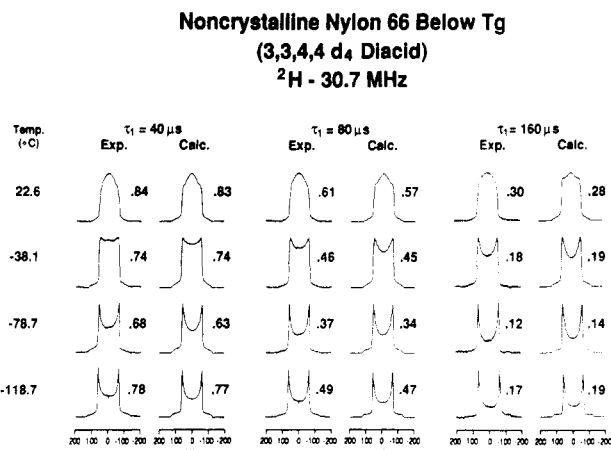 Noncrystalline Nylon 66 Below Tg
(3,3,4,4 d4 Diacid)
2H - 30.7 MHz
Temp. τ1 = 40 μs τ1 = 80 μs τ1 = 160 μs
(°C) Exp. Calc. Exp. Calc. Exp. Calc.
22.6 .84 .83 .61 .57 .30 .28
-38.1 .74 .74 .46 .45 .18 .19
-78.7 .68 .63 .37 .34 .12 .14
-118.7 .78 .77 .49 .47 .17 .19
200 100 0 -100 -200 200 100 0 -100 -200 200 100 0 -100 -200 200 100 0 -100 -200 200 100 0 -100 -200 200 100 0 -100 -200